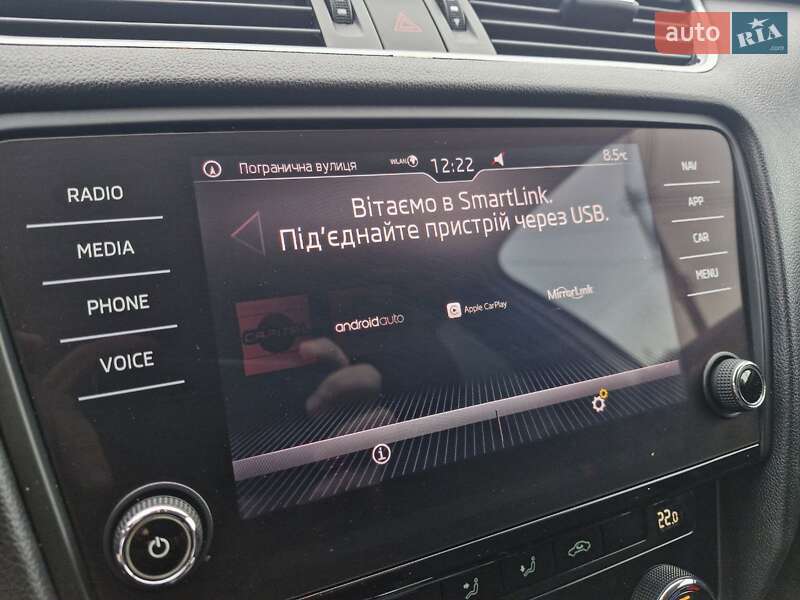 auto RIA
.com
Погранична вулиця
WLAN
12:22
8.5°C
RADIO
MEDIA
PHONE
VOICE
Вітаємо в SmartLink.
Під'єднайте пристрій через USB.
androidauto
Apple CarPlay
MirrorLink
i
NAV
APP
CAR
MENU
22.0